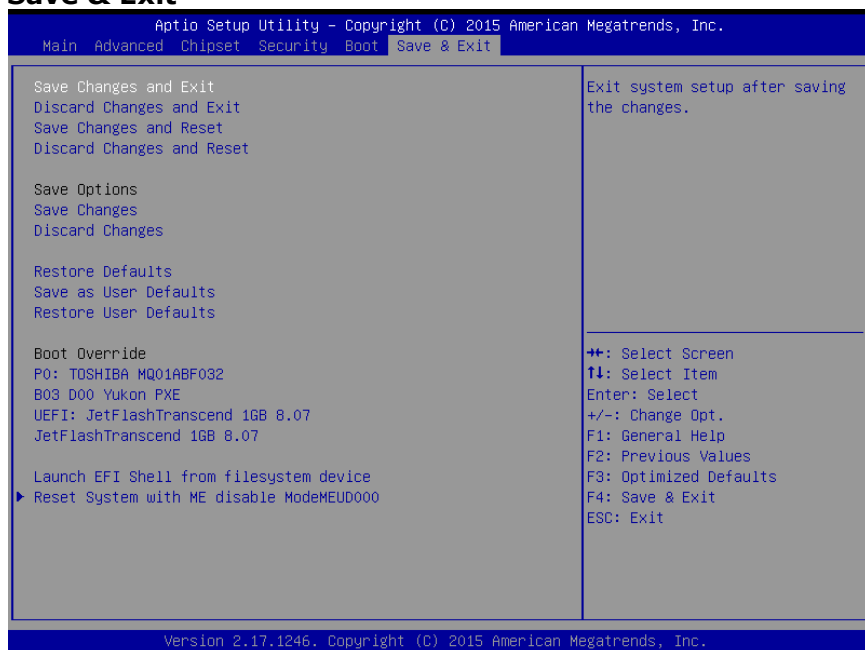 Save & Exit
Aptio Setup Utility – Copyright (C) 2015 American Megatrends, Inc.
Main Advanced Chipset Security Boot Save & Exit
Save Changes and Exit
Discard Changes and Exit
Save Changes and Reset
Discard Changes and Reset
Save Options
Save Changes
Discard Changes
Restore Defaults
Save as User Defaults
Restore User Defaults
Boot Override
P0: TOSHIBA MQ01ABF032
B03 D00 Yukon PXE
UEFI: JetFlashTranscend 1GB 8.07
JetFlashTranscend 1GB 8.07
Launch EFI Shell from filesystem device
Reset System with ME disable ModeMEUD000
Exit system setup after saving
the changes.
→←: Select Screen
↑↓: Select Item
Enter: Select
+/-: Change Opt.
F1: General Help
F2: Previous Values
F3: Optimized Defaults
F4: Save & Exit
ESC: Exit
Version 2.17.1246. Copyright (C) 2015 American Megatrends, Inc.